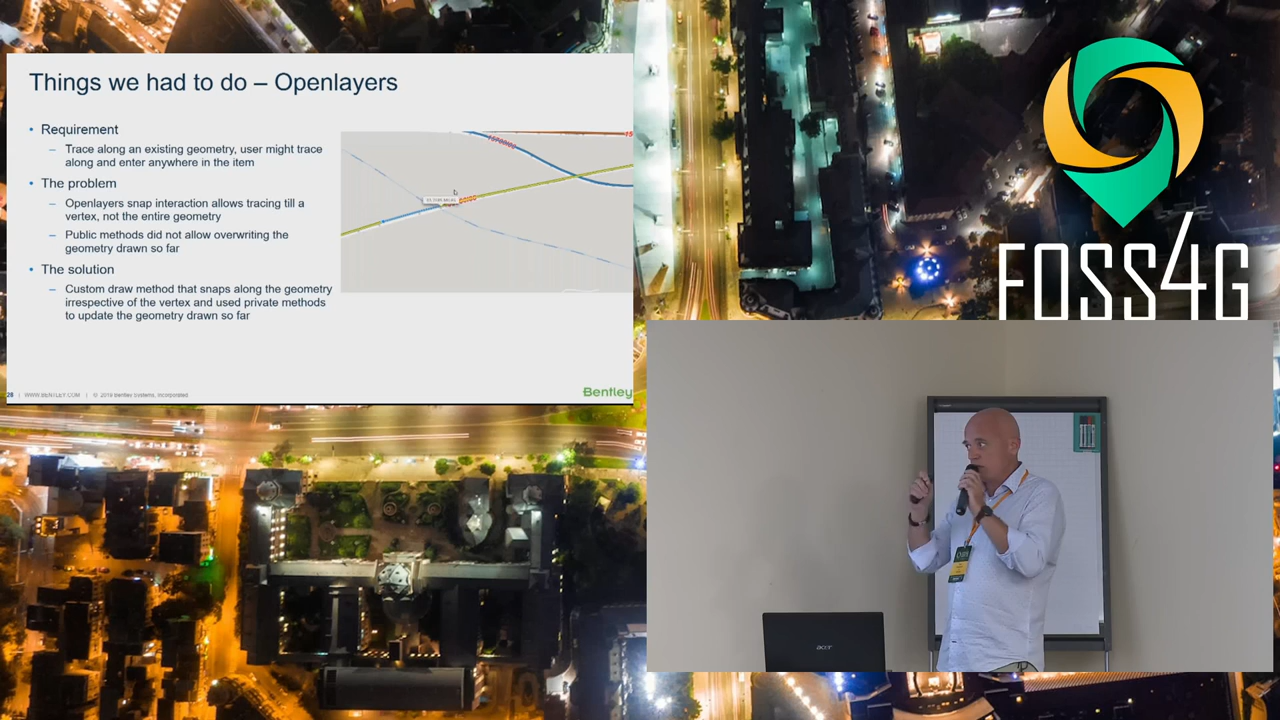 Things we had to do – Openlayers
• Requirement
– Trace along an existing geometry, user might trace
along and enter anywhere in the item
• The problem
– Openlayers snap interaction allows tracing till a
vertex, not the entire geometry
– Public methods did not allow overwriting the
geometry drawn so far
• The solution
– Custom draw method that snaps along the geometry
irrespective of the vertex and used private methods
to update the geometry drawn so far
28 | WWW.BENTLEY.COM | © 2019 Bentley Systems, Incorporated
Bentley
FOSS4G
acer